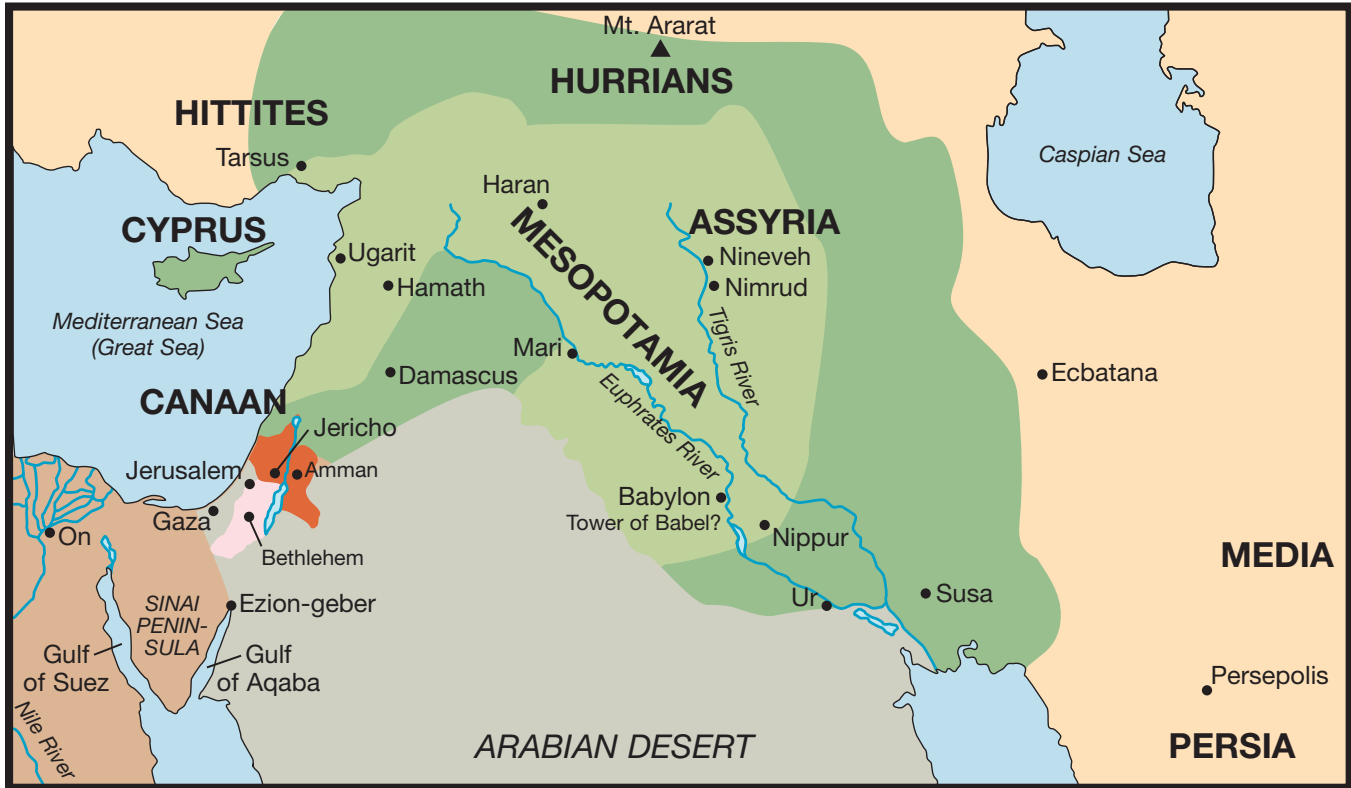 Mt. Ararat
HURRIANS
HITTITES
Tarsus
Caspian Sea
Haran
CYPRUS
MESOPOTAMIA
ASSYRIA
Ugarit
Nineveh
Hamath
Nimrud
Mediterranean Sea
(Great Sea)
Tigris River
Mari
Damascus
Ecbatana
CANAAN
Euphrates River
Jericho
Jerusalem
Amman
Babylon
Tower of Babel?
Gaza
On
Nippur
Bethlehem
MEDIA
Ezion-geber
Ur
Susa
SINAI
PENIN-
SULA
Gulf
of Suez
Gulf
of Aqaba
Persepolis
Nile River
ARABIAN DESERT
PERSIA